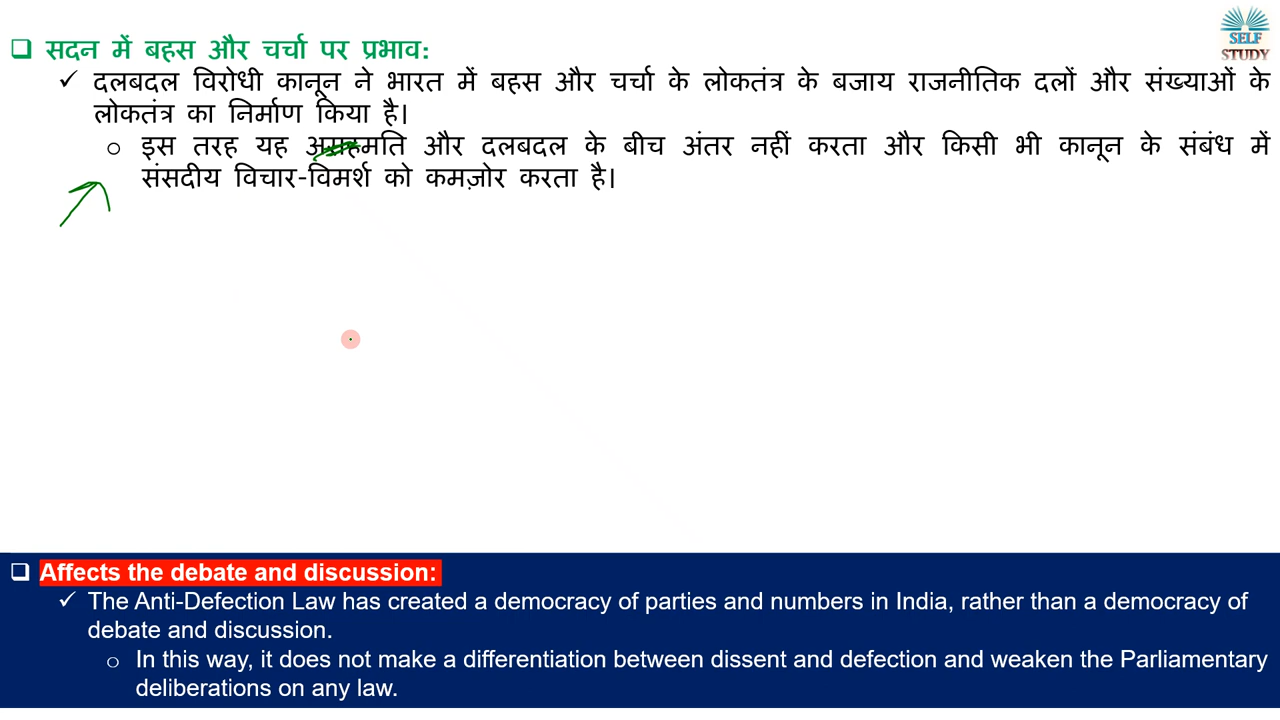 SELF
STUDY
❑ सदन में बहस और चर्चा पर प्रभाव:
✓ दलबदल विरोधी कानून ने भारत में बहस और चर्चा के लोकतंत्र के बजाय राजनीतिक दलों और संख्याओं के
लोकतंत्र का निर्माण किया है।
○ इस तरह यह असहमति और दलबदल के बीच अंतर नहीं करता और किसी भी कानून के संबंध में
संसदीय विचार-विमर्श को कमज़ोर करता है।
❑ Affects the debate and discussion:
✓ The Anti-Defection Law has created a democracy of parties and numbers in India, rather than a democracy of
debate and discussion.
○ In this way, it does not make a differentiation between dissent and defection and weaken the Parliamentary
deliberations on any law.